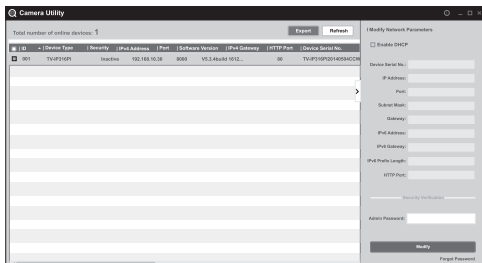 Camera Utility
Total number of online devices: 1
Export
Refresh
ID | Device Type | Security | IPv4 Address | Port | Software Version | IPv4 Gateway | HTTP Port | Device Serial No.
001 TV-IP316PI Inactive 192.168.10.30 8000 V5.3.4build 1612... 80
Modify Network Parameters
Enable DHCP
Device Serial No.:
IP Address:
Port:
Subnet Mask:
Gateway:
IPv6 Address:
IPv6 Gateway:
IPv6 Prefix Length:
HTTP Port:
Security Verification
Admin Password:
Modify
Forgot Password